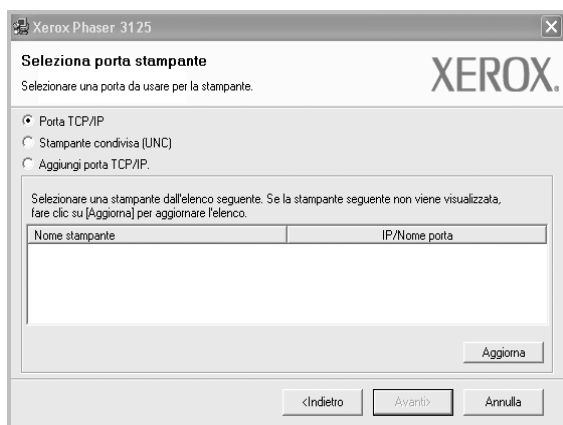 Xerox Phaser 3125
Seleziona porta stampante
Selezionare una porta da usare per la stampante.
XEROX.
Porta TCP/IP
Stampante condivisa (UNC)
Aggiungi porta TCP/IP.
Selezionare una stampante dall'elenco seguente. Se la stampante seguente non viene visualizzata,
fare clic su [Aggiorna] per aggiornare l'elenco.
Nome stampante IP/Nome porta
Aggiorna
<Indietro Avanti> Annulla